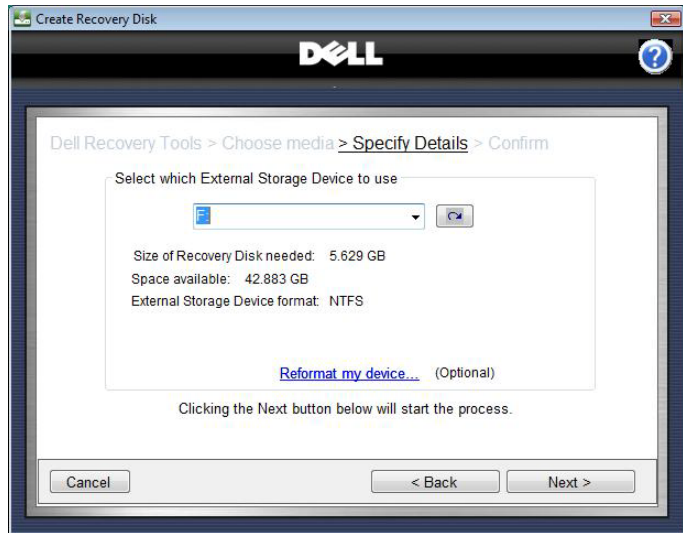 Create Recovery Disk
DELL
?
Dell Recovery Tools > Choose media > Specify Details > Confirm
Select which External Storage Device to use
F:
Size of Recovery Disk needed: 5.629 GB
Space available: 42.883 GB
External Storage Device format: NTFS
Reformat my device... (Optional)
Clicking the Next button below will start the process.
Cancel < Back Next >